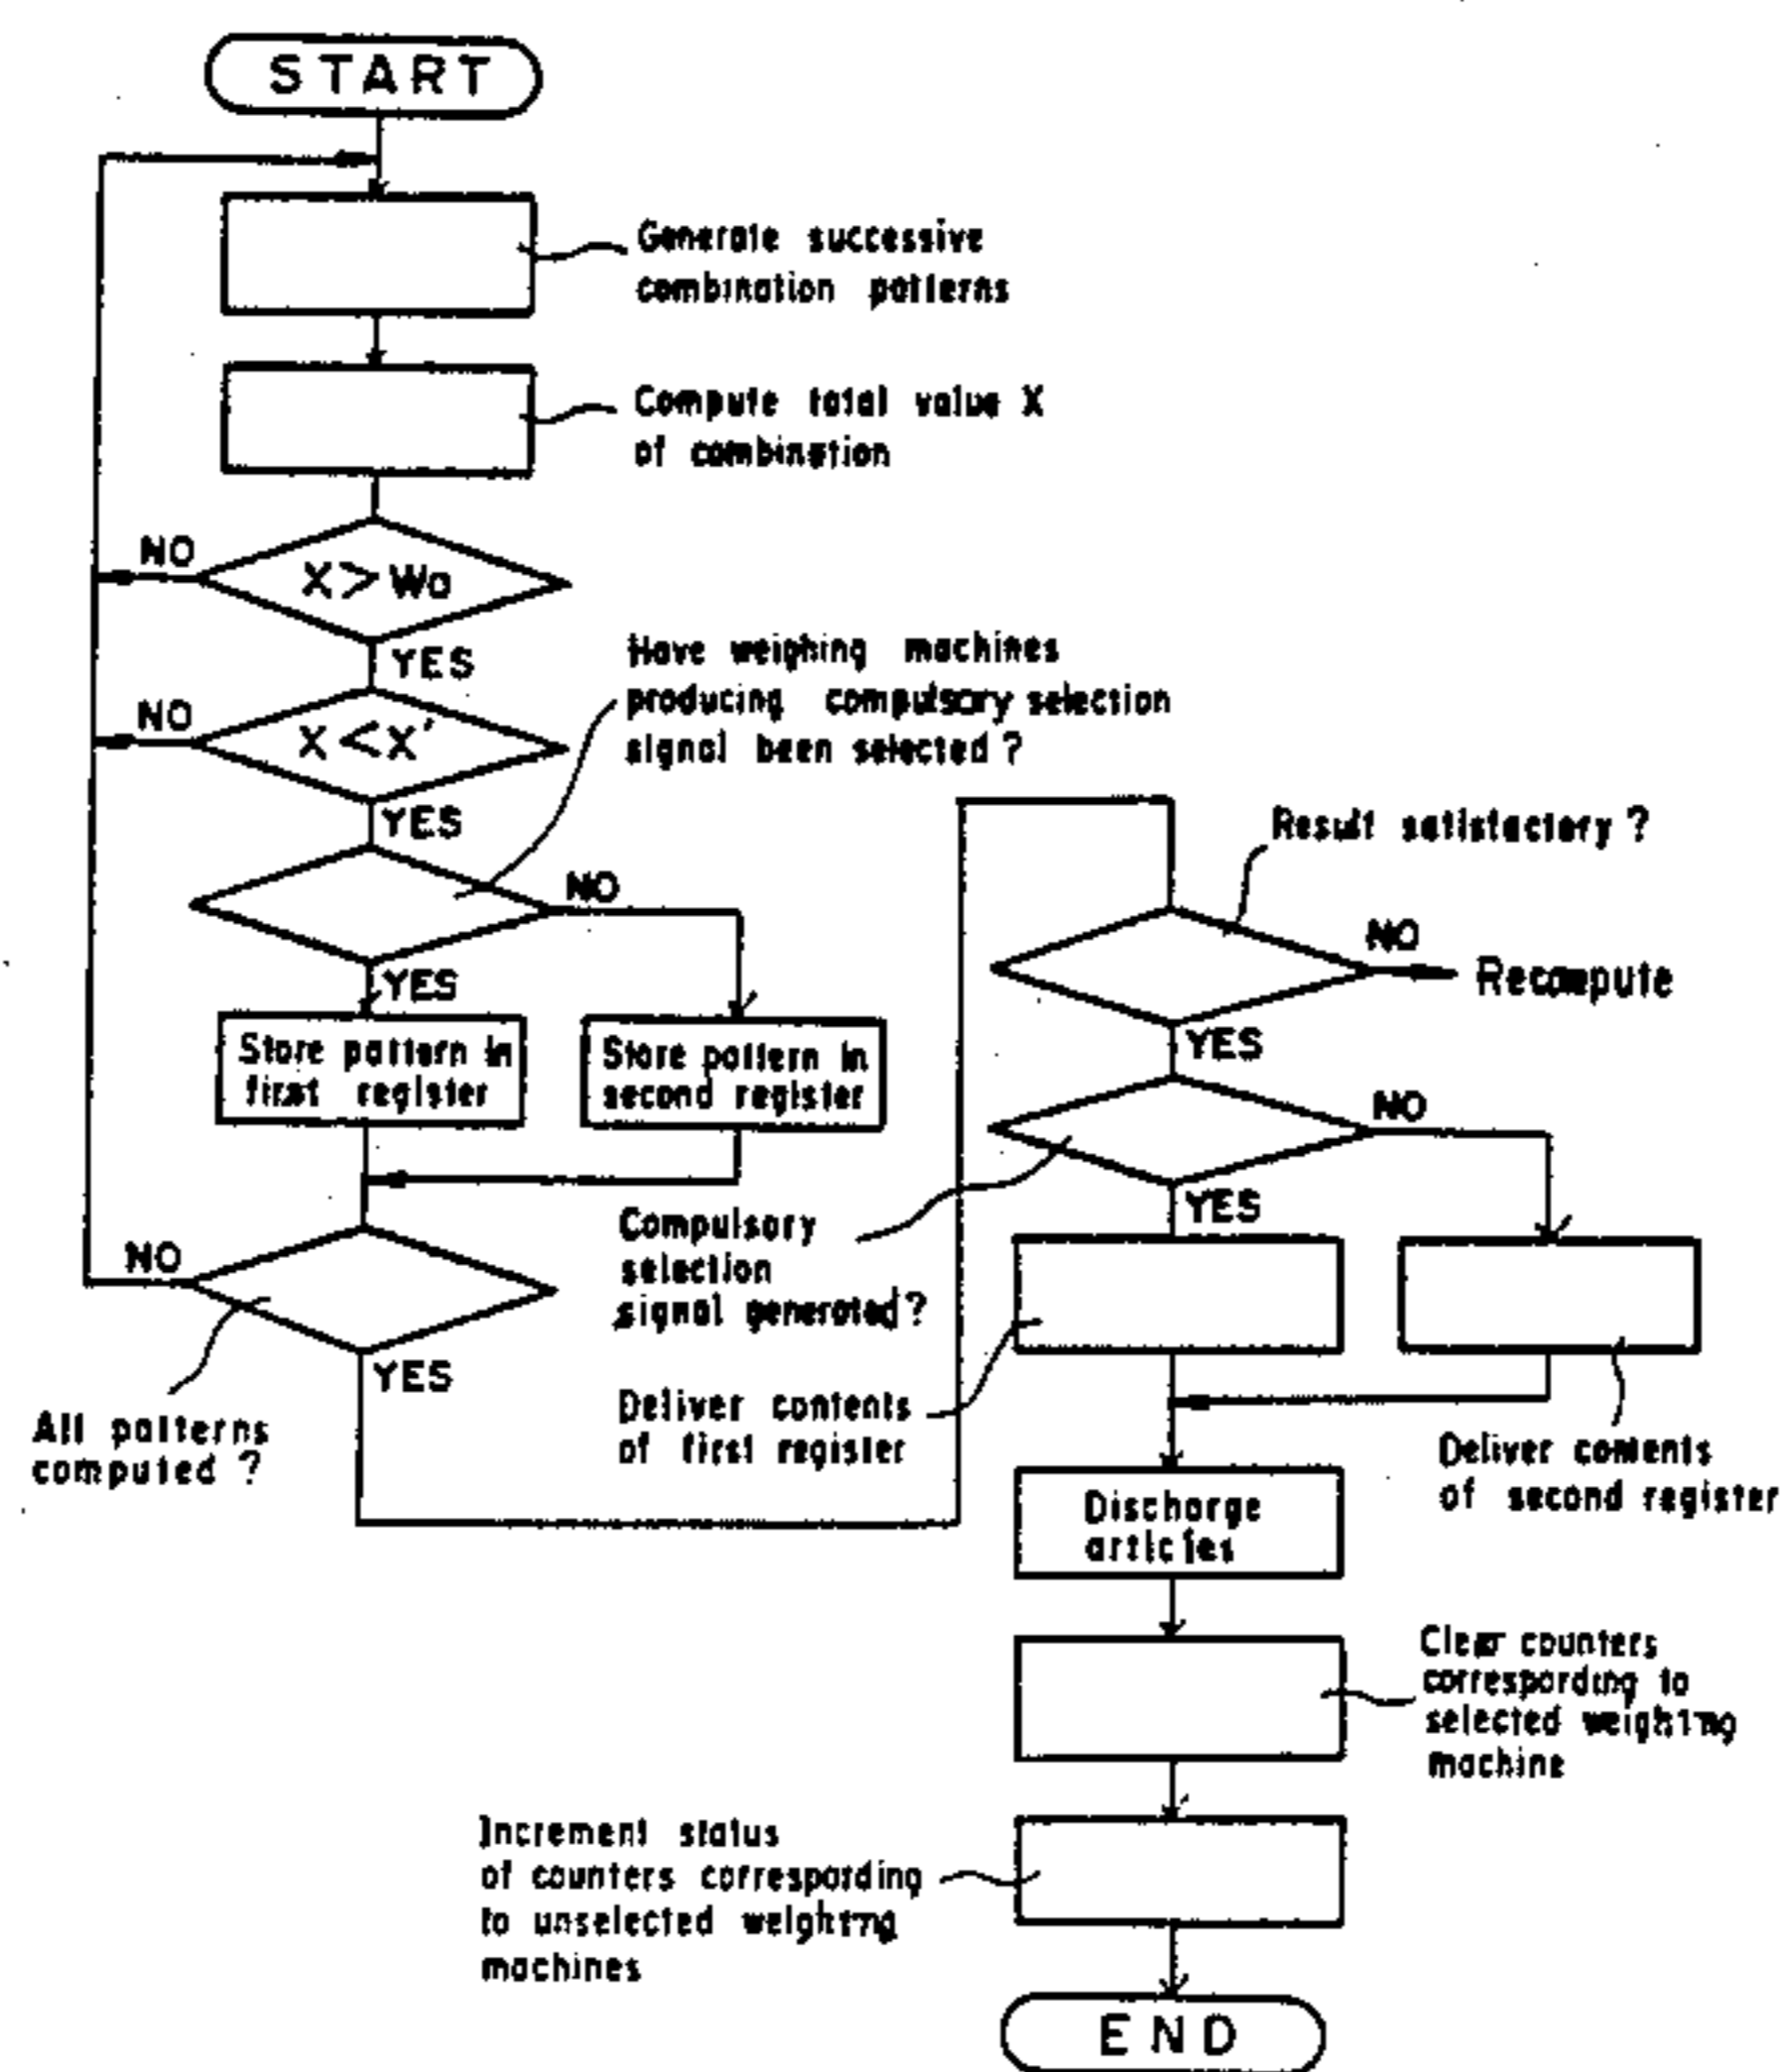 START
Generate successive
combination patterns
Compute total value X
of combination
NO
X > Wo
YES
Have weighing machines
producing compulsory selection
signal been selected ?
NO
X < X'
YES
NO
YES
Store pattern in
first register
Store pattern in
second register
NO
YES
All patterns
computed ?
Result satisfactory ?
NO
Recompute
YES
NO
Compulsory
selection
signal generated ?
YES
Deliver contents
of first register
Deliver contents
of second register
Discharge
articles
Clear counters
corresponding to
selected weighting
machine
Increment status
of counters corresponding
to unselected weighting
machines
END